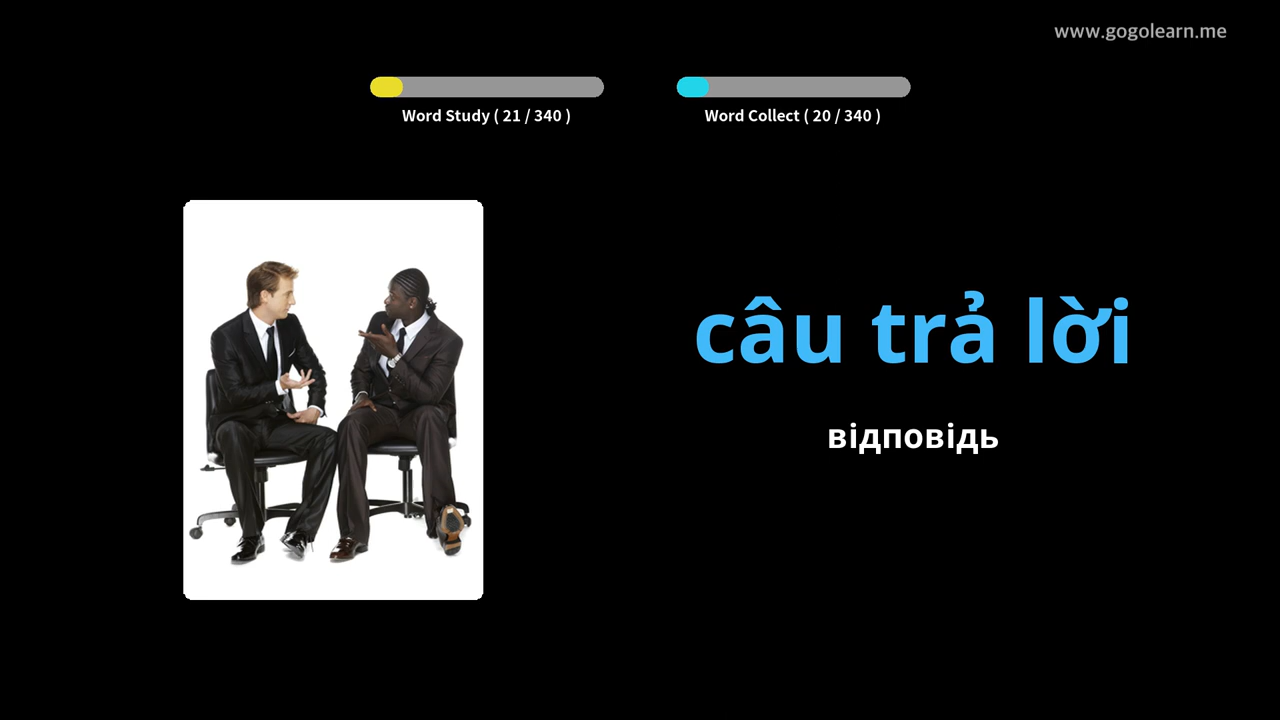 www.gogolearn.me
Word Study ( 21 / 340 )
Word Collect ( 20 / 340 )
câu trả lời
відповідь